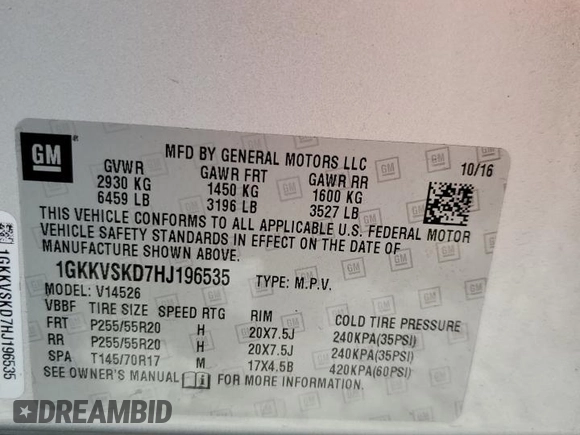 GM
MFD BY GENERAL MOTORS LLC
10/16
GVWR GAWR FRT GAWR RR
2930 KG 1450 KG 1600 KG
6459 LB 3196 LB 3527 LB
THIS VEHICLE CONFORMS TO ALL APPLICABLE U.S. FEDERAL MOTOR
VEHICLE SAFETY STANDARDS IN EFFECT ON THE DATE OF
MANUFACTURE SHOWN ABOVE.
1GKKVSKD7HJ196535 TYPE: M.P.V.
MODEL: V14526
VBBF TIRE SIZE SPEED RTG RIM COLD TIRE PRESSURE
FRT P255/55R20 H 20X7.5J 240KPA(35PSI)
RR P255/55R20 H 20X7.5J 240KPA(35PSI)
SPA T145/70R17 M 17X4.5B 420KPA(60PSI)
SEE OWNER'S MANUAL FOR MORE INFORMATION.
1GKKVSKD7HJ196535
DREAMBID